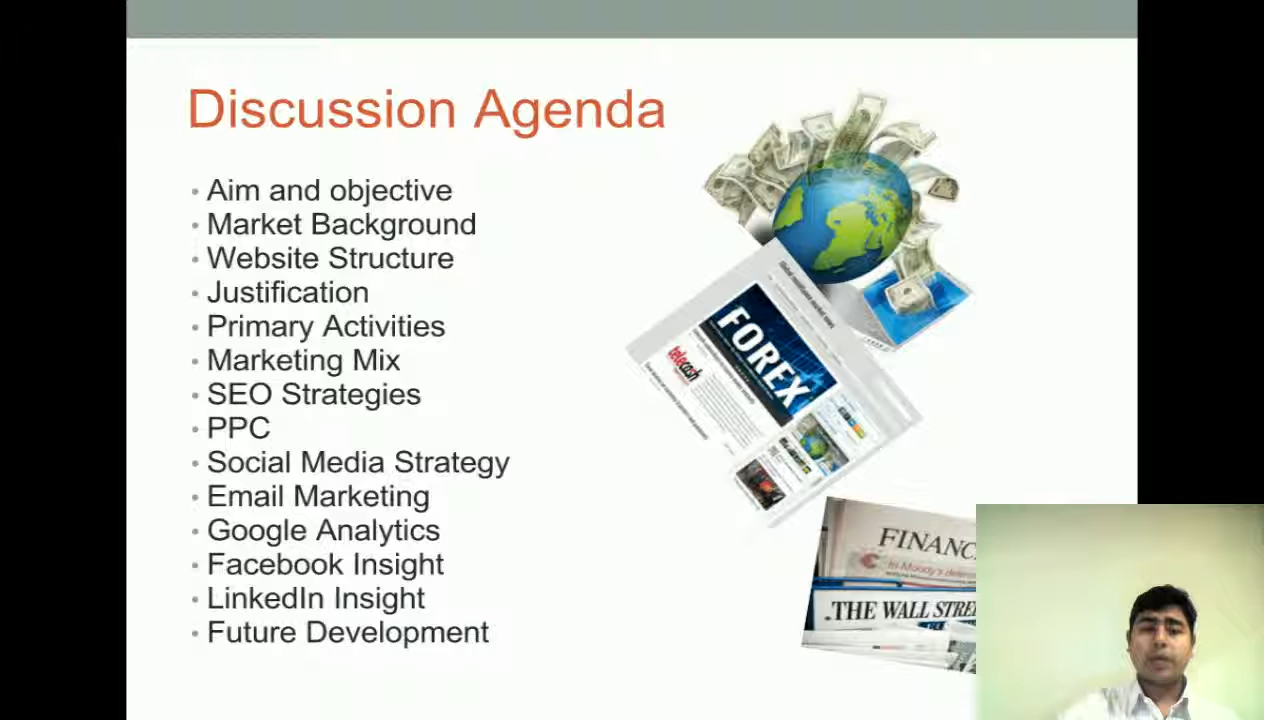 Discussion Agenda
• Aim and objective
• Market Background
• Website Structure
• Justification
• Primary Activities
• Marketing Mix
• SEO Strategies
• PPC
• Social Media Strategy
• Email Marketing
• Google Analytics
• Facebook Insight
• LinkedIn Insight
• Future Development
FOREX
telecash
FINANC
THE WALL STRE